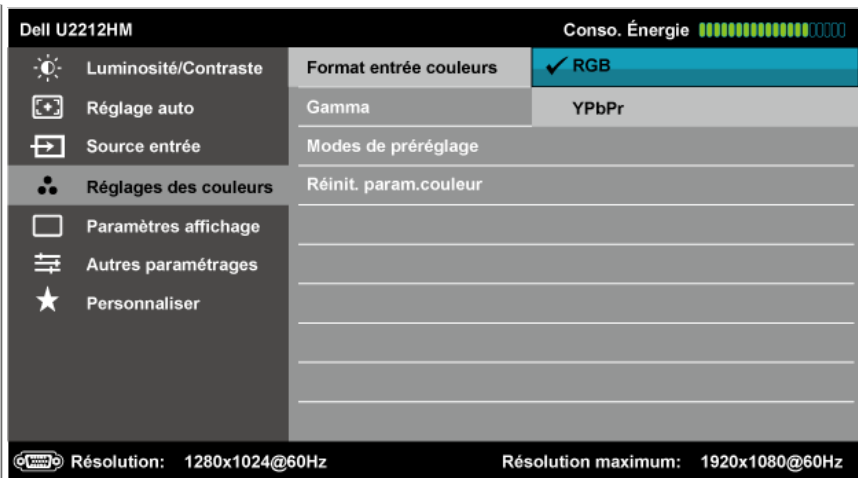 Dell U2212HM Conso. Énergie
Luminosité/Contraste Format entrée couleurs RGB
Réglage auto Gamma YPbPr
Source entrée Modes de préréglage
Réglages des couleurs Réinit. param.couleur
Paramètres affichage
Autres paramétrages
Personnaliser
Résolution: 1280x1024@60Hz Résolution maximum: 1920x1080@60Hz